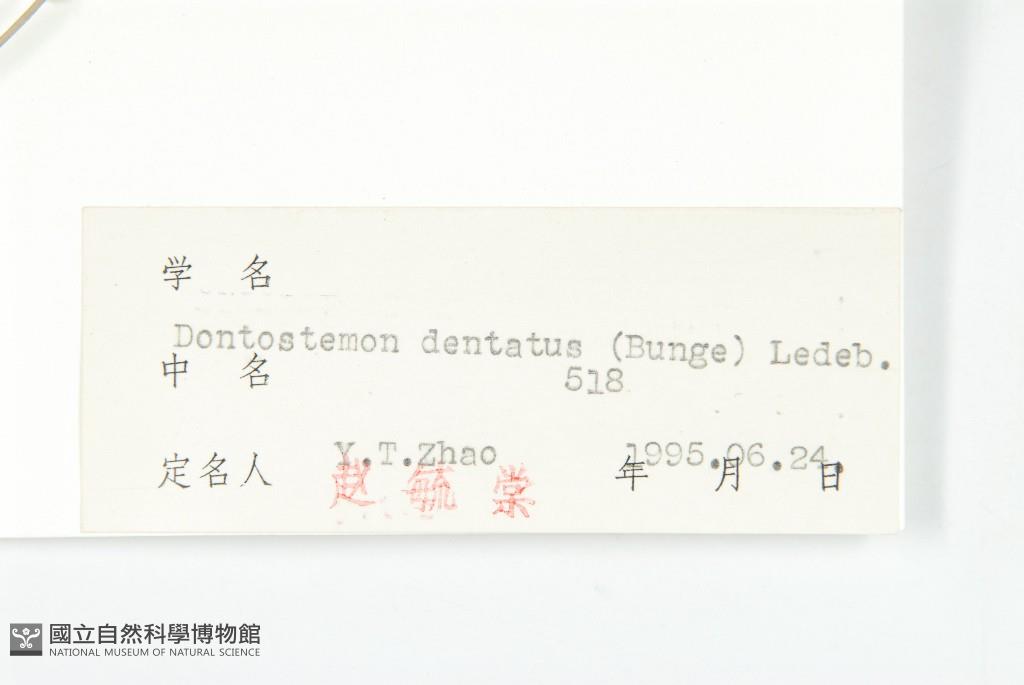 学 名
Dontostemon dentatus (Bunge) Ledeb.
中 名
518
Y.T.Zhao 1995.06.24.
定名人 赵毓棠 年 月 日
國立自然科學博物館
NATIONAL MUSEUM OF NATURAL SCIENCE